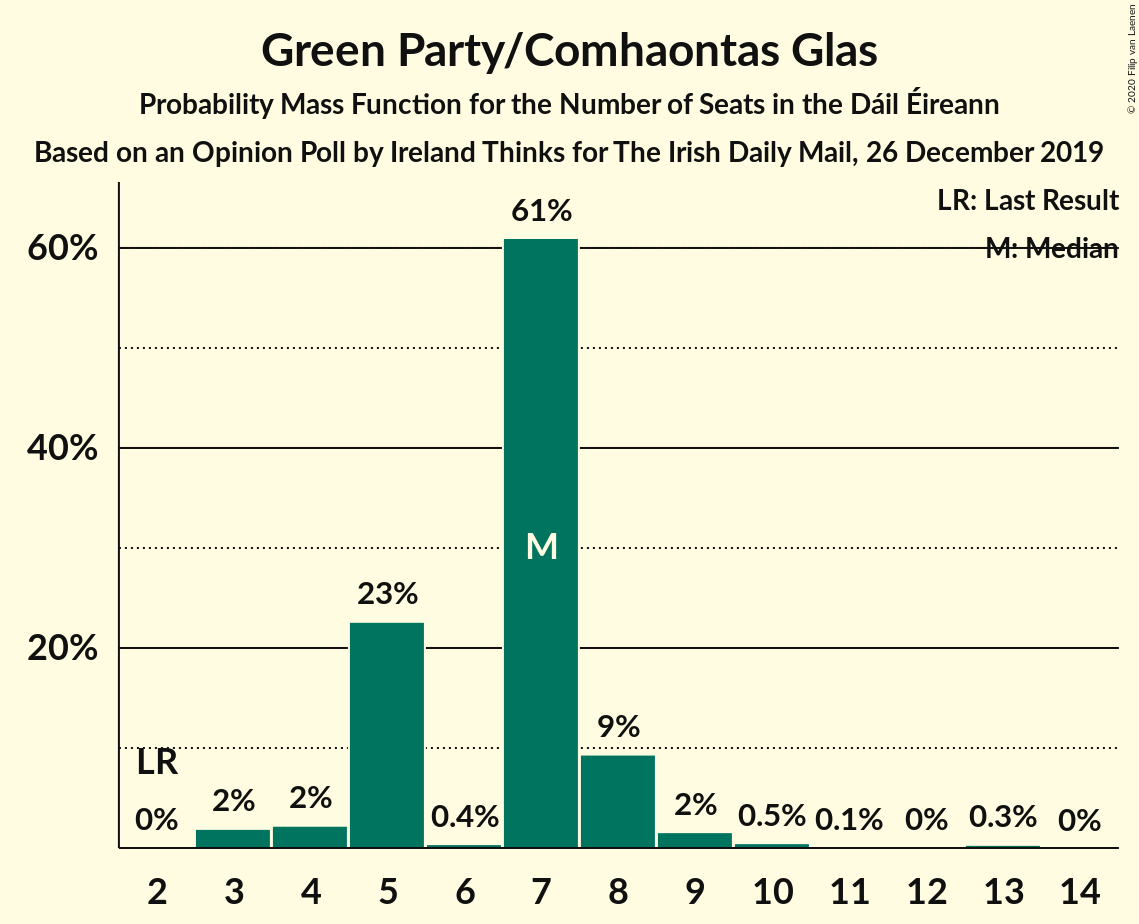 Green Party/Comhaontas Glas
Probability Mass Function for the Number of Seats in the Dáil Éireann
Based on an Opinion Poll by Ireland Thinks for The Irish Daily Mail, 26 December 2019
© 2020 Filip van Laenen
LR: Last Result
M: Median
60%
40%
20%
LR
0%
2%
2%
23%
0.4%
61%
M
9%
2%
0.5%
0.1%
0%
0.3%
0%
2 3 4 5 6 7 8 9 10 11 12 13 14